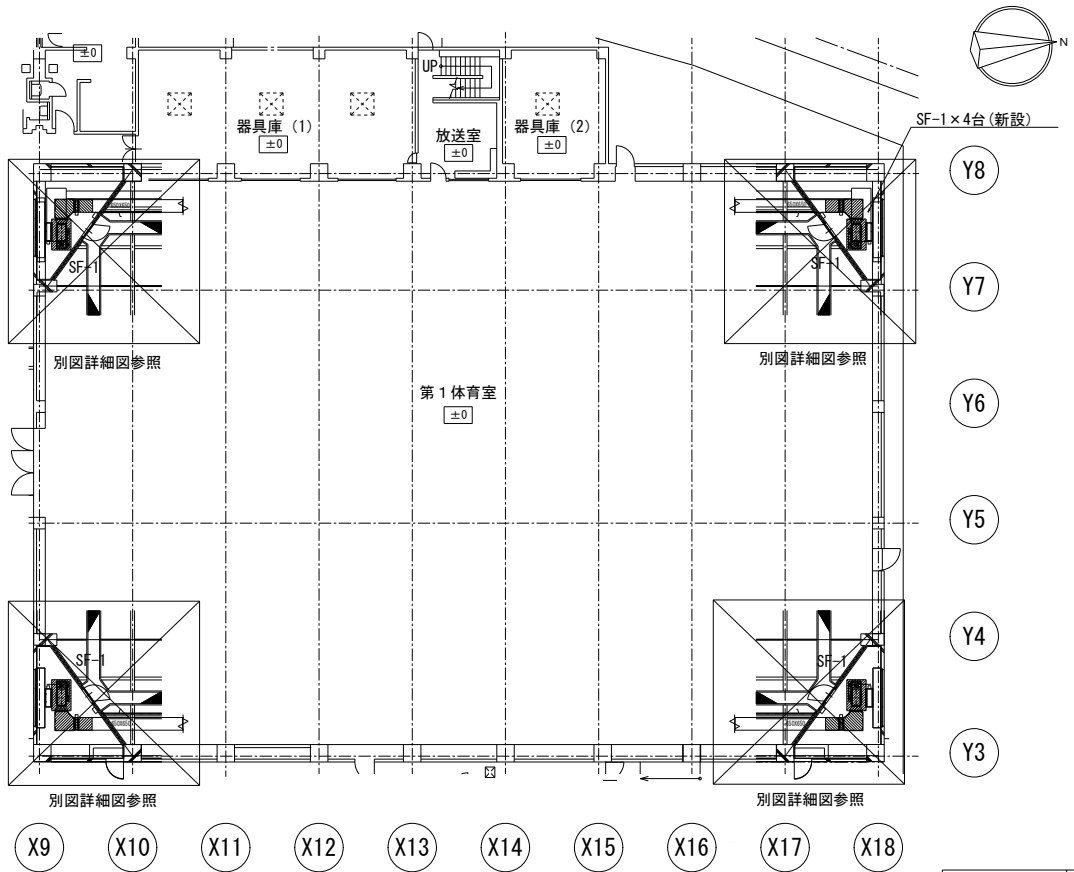 N
±0
UP
器具庫 (1)
±0
放送室
±0
器具庫 (2)
±0
SF-1×4台(新設)
Y8
SF-1
SF-1
Y7
別図詳細図参照
別図詳細図参照
第1体育室
±0
Y6
Y5
Y4
SF-1
SF-1
Y3
別図詳細図参照
別図詳細図参照
X9
X10
X11
X12
X13
X14
X15
X16
X17
X18